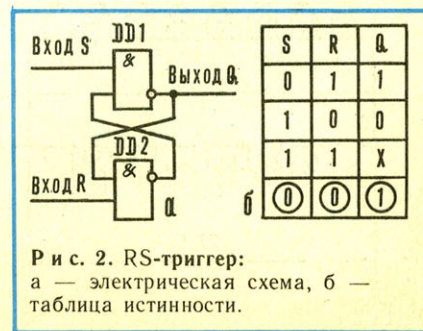 Вход S
DD1
&
Выход Q
DD2
&
Вход R
а
б
S R Q
0 1 1
1 0 0
1 1 X
0 0 1
Рис. 2. RS-триггер:
а — электрическая схема, б —
таблица истинности.